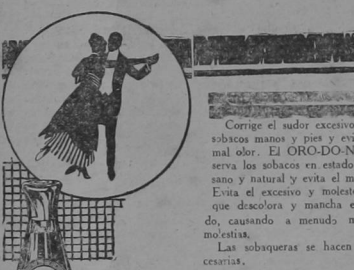 Corrige el sudor excesivo
sobacos manos y pies y evi
mal olor. El ORO-DO-N
serva los sobacos en estado
sano y natural y evita el m
Evita el excesivo y molest
que descolora y mancha e
do, causando a menudo m
molestias,
Las sobaqueras se hacen
cesarias,